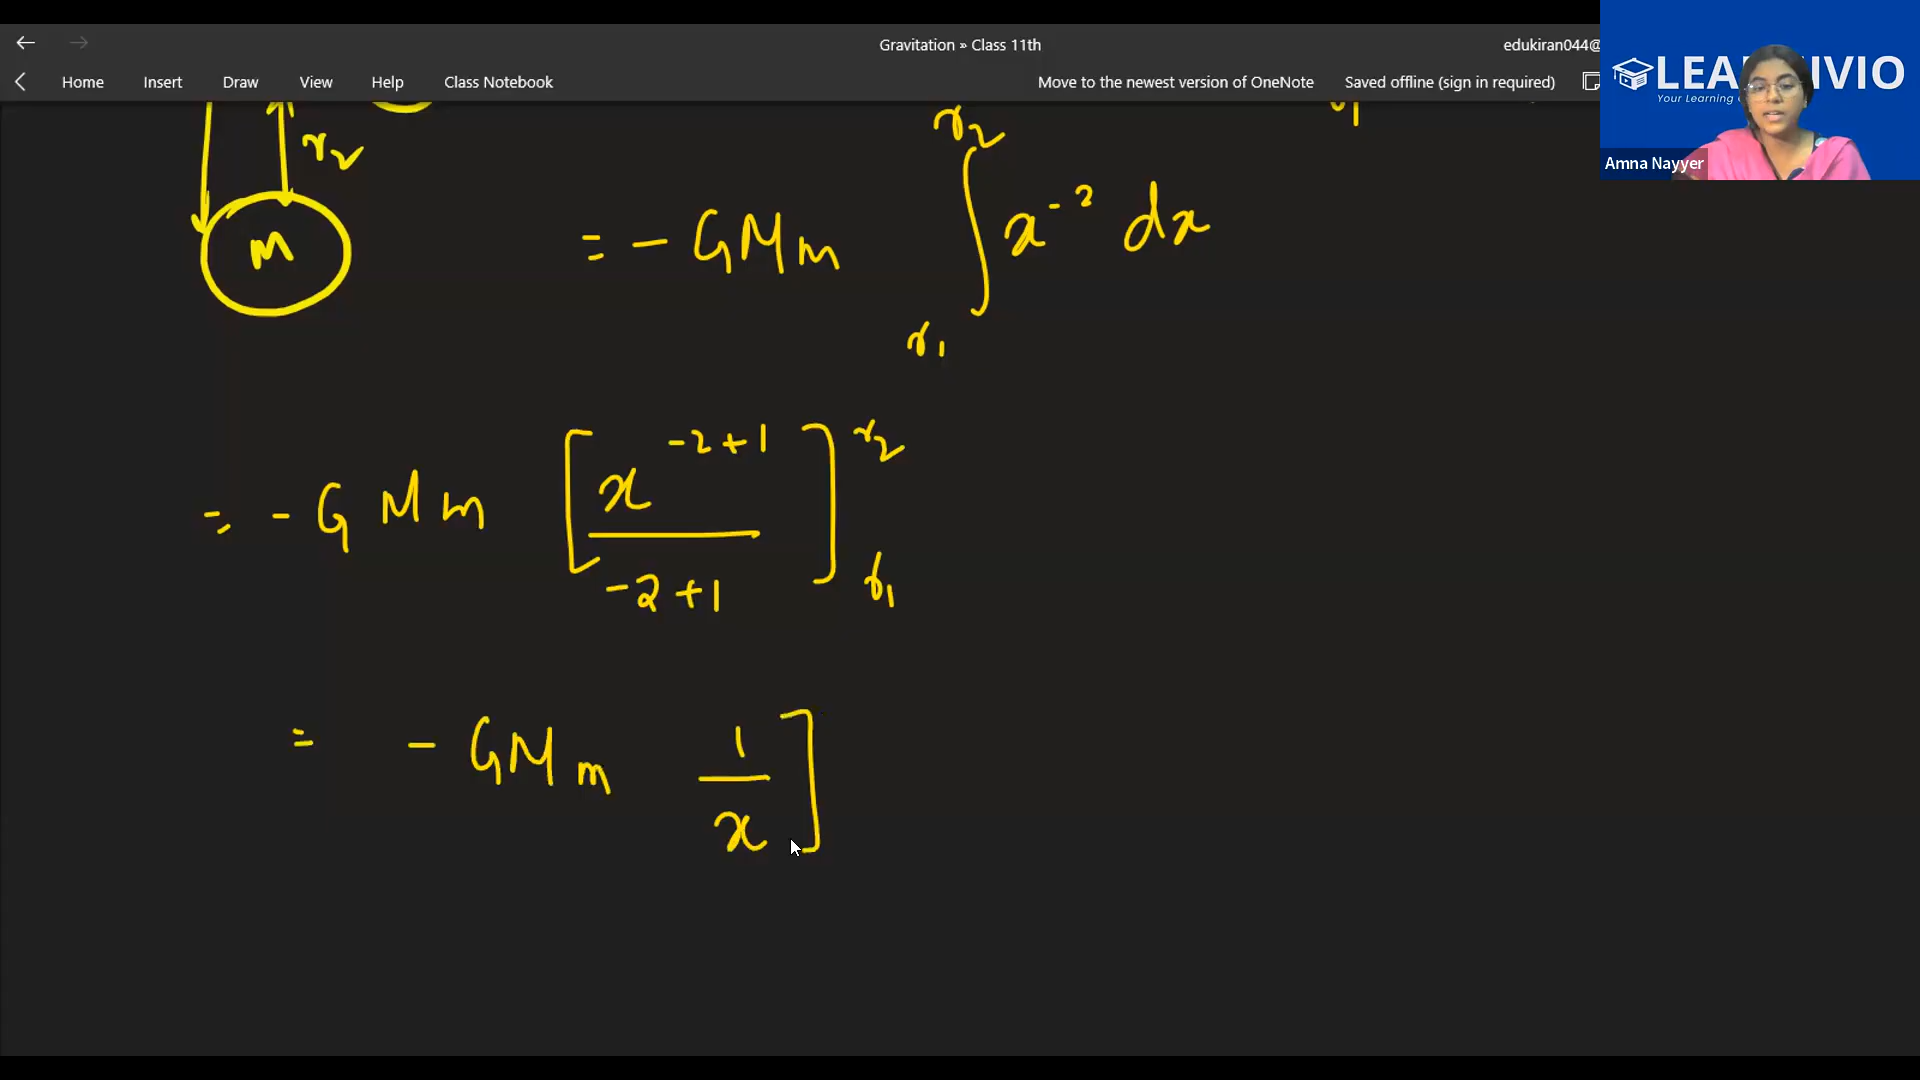 Gravitation » Class 11th
edukiran044@
Home Insert Draw View Help Class Notebook
Move to the newest version of OneNote Saved offline (sign in required)
Your Learning
Amna Nayyer
r2
m
= - GMm ∫ r2 r1 x^-2 dx
= - GMm [ x^-2+1 / -2+1 ] r2 r1
= - GMm 1/x ]